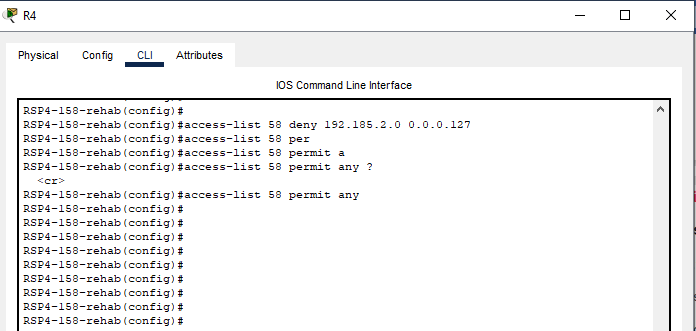 R4
Physical Config CLI Attributes
IOS Command Line Interface
RSP4-158-rehab(config)#
RSP4-158-rehab(config)#
RSP4-158-rehab(config)#access-list 58 deny 192.185.2.0 0.0.0.127
RSP4-158-rehab(config)#access-list 58 per
RSP4-158-rehab(config)#access-list 58 permit a
RSP4-158-rehab(config)#access-list 58 permit any ?
<cr>
RSP4-158-rehab(config)#access-list 58 permit any
RSP4-158-rehab(config)#
RSP4-158-rehab(config)#
RSP4-158-rehab(config)#
RSP4-158-rehab(config)#
RSP4-158-rehab(config)#
RSP4-158-rehab(config)#
RSP4-158-rehab(config)#
RSP4-158-rehab(config)#
RSP4-158-rehab(config)#